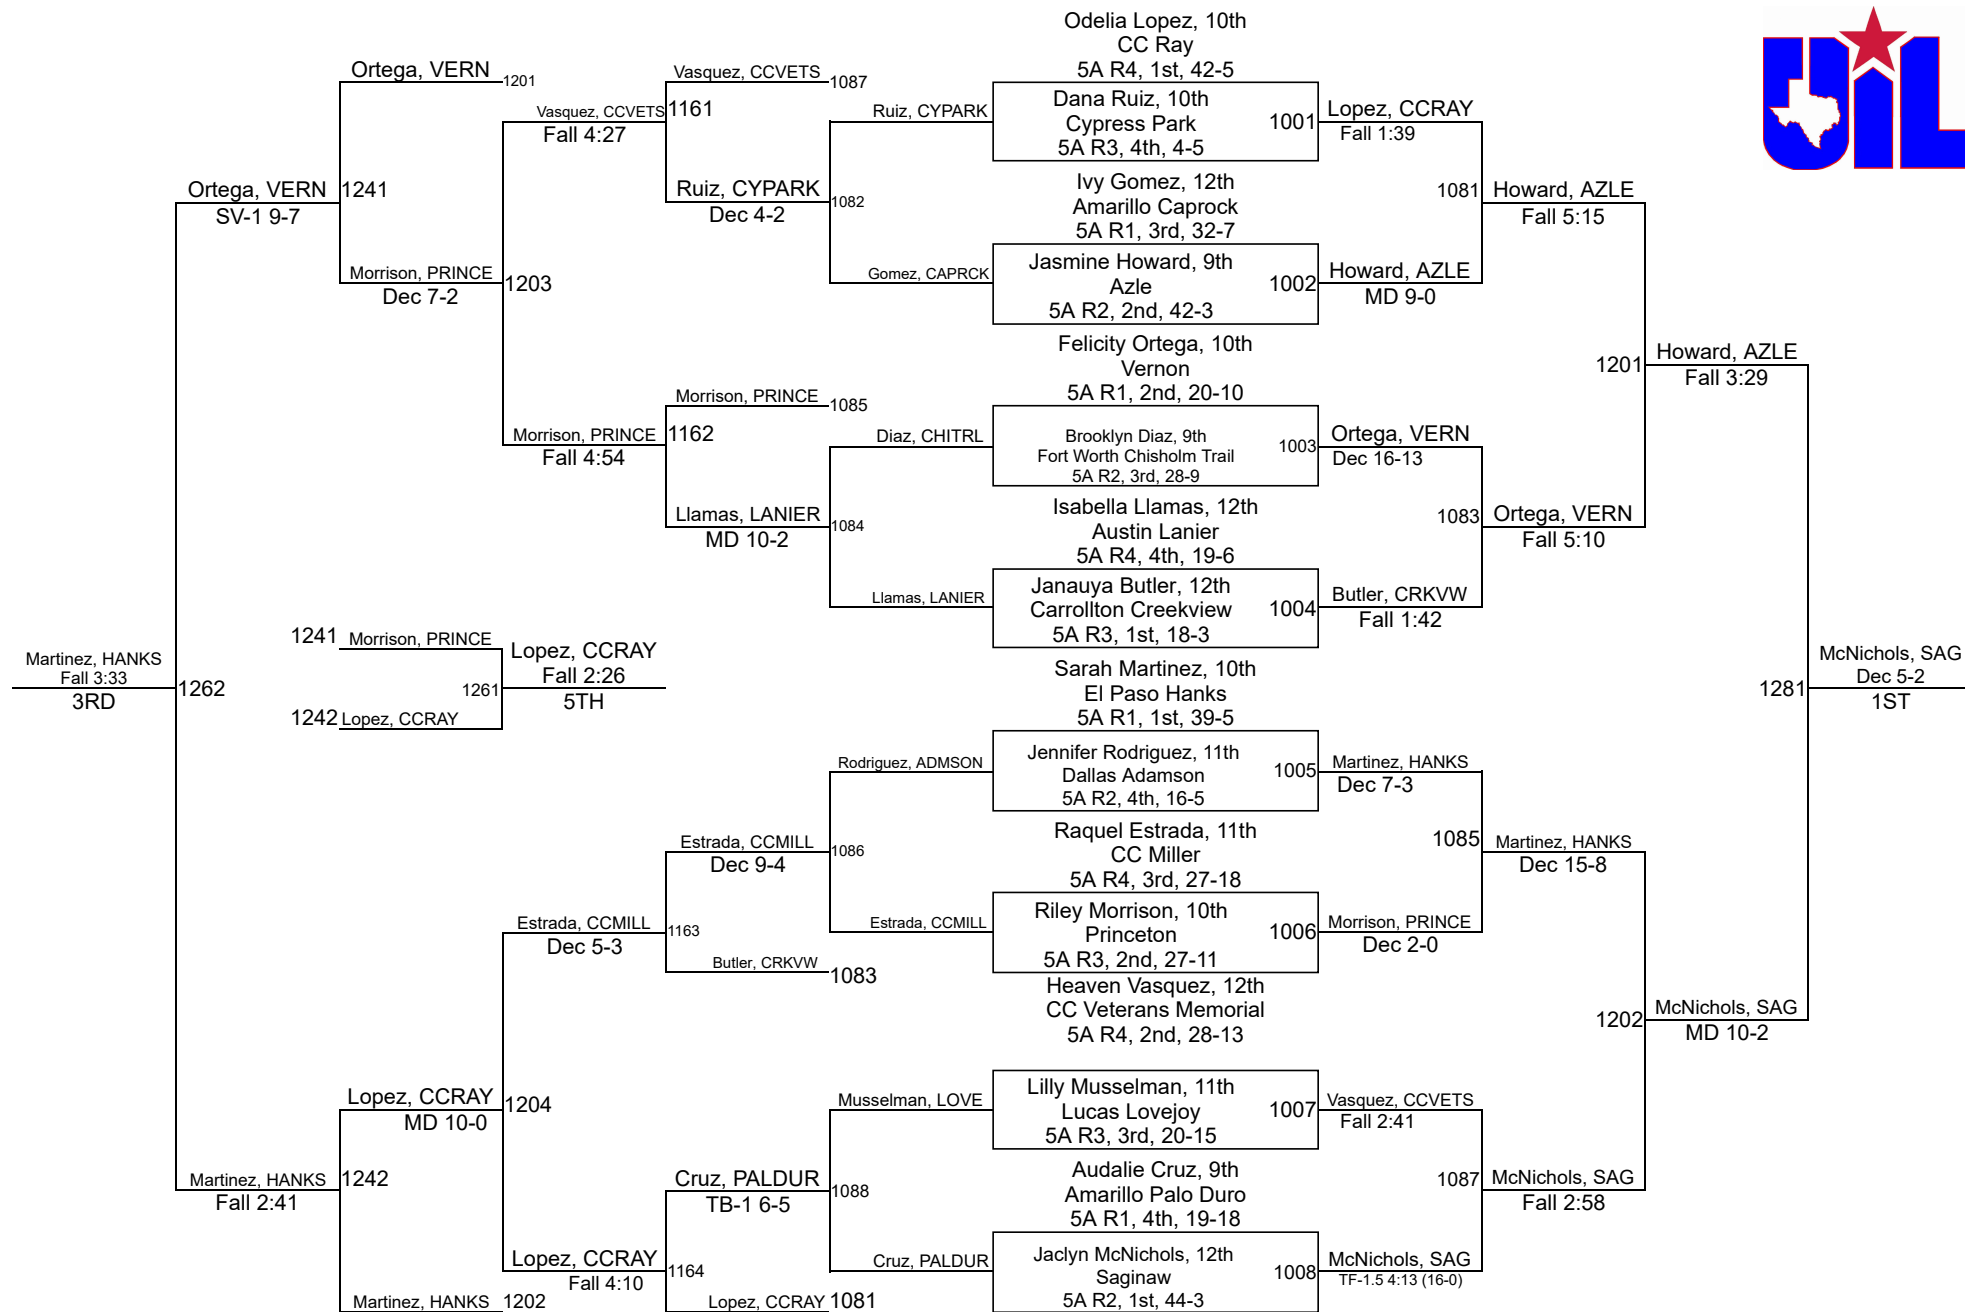 Odelia Lopez, 10th
CC Ray
5A R4, 1st, 42-5
Dana Ruiz, 10th
Cypress Park
5A R3, 4th, 4-5
1001
Ivy Gomez, 12th
Amarillo Caprock
5A R1, 3rd, 32-7
Jasmine Howard, 9th
Azle
5A R2, 2nd, 42-3
1002
Felicity Ortega, 10th
Vernon
5A R1, 2nd, 20-10
Brooklyn Diaz, 9th
Fort Worth Chisholm Trail
5A R2, 3rd, 28-9
1003
Isabella Llamas, 12th
Austin Lanier
5A R4, 4th, 19-6
Janauya Butler, 12th
Carrollton Creekview
5A R3, 1st, 18-3
1004
Sarah Martinez, 10th
El Paso Hanks
5A R1, 1st, 39-5
Jennifer Rodriguez, 11th
Dallas Adamson
5A R2, 4th, 16-5
1005
Raquel Estrada, 11th
CC Miller
5A R4, 3rd, 27-18
Riley Morrison, 10th
Princeton
5A R3, 2nd, 27-11
1006
Heaven Vasquez, 12th
CC Veterans Memorial
5A R4, 2nd, 28-13
Lilly Musselman, 11th
Lucas Lovejoy
5A R3, 3rd, 20-15
1007
Audalie Cruz, 9th
Amarillo Palo Duro
5A R1, 4th, 19-18
Jaclyn McNichols, 12th
Saginaw
5A R2, 1st, 44-3
1008
Lopez, CCRAY
Fall 1:39
Howard, AZLE
MD 9-0
Ortega, VERN
Dec 16-13
Butler, CRKVW
Fall 1:42
Martinez, HANKS
Dec 7-3
Morrison, PRINCE
Dec 2-0
Vasquez, CCVETS
Fall 2:41
McNichols, SAG
TF-1.5 4:13 (16-0)
1081
Howard, AZLE
Fall 5:15
1083
Ortega, VERN
Fall 5:10
1085
Martinez, HANKS
Dec 15-8
1087
McNichols, SAG
Fall 2:58
1201
Howard, AZLE
Fall 3:29
1202
McNichols, SAG
MD 10-2
1281
McNichols, SAG
Dec 5-2
1ST
UIL
Ruiz, CYPARK
Gomez, CAPRCK
Diaz, CHITRL
Llamas, LANIER
Rodriguez, ADMSON
Estrada, CCMILL
Musselman, LOVE
Cruz, PALDUR
Vasquez, CCVETS
1087
Ruiz, CYPARK
Dec 4-2
1082
Morrison, PRINCE
1085
Llamas, LANIER
MD 10-2
1084
Estrada, CCMILL
Dec 9-4
1086
Butler, CRKVW
1083
Cruz, PALDUR
TB-1 6-5
1088
Lopez, CCRAY
1081
Vasquez, CCVETS
Fall 4:27
1161
Morrison, PRINCE
Fall 4:54
1162
Estrada, CCMILL
Dec 5-3
1163
Lopez, CCRAY
Fall 4:10
1164
Ortega, VERN
1201
Morrison, PRINCE
Dec 7-2
1203
Lopez, CCRAY
MD 10-0
1204
Martinez, HANKS
1202
Ortega, VERN
SV-1 9-7
1241
Martinez, HANKS
Fall 2:41
1242
1241
Morrison, PRINCE
1242
Lopez, CCRAY
1261
Lopez, CCRAY
Fall 2:26
5TH
Martinez, HANKS
Fall 3:33
3RD
1262